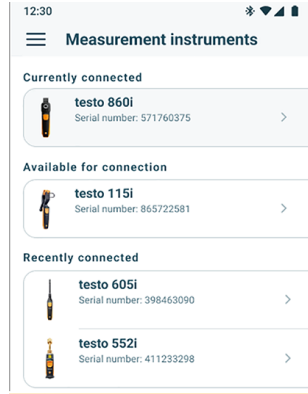 12:30
Measurement instruments
Currently connected
testo 860i
Serial number: 571760375
Available for connection
testo 115i
Serial number: 865722581
Recently connected
testo 605i
Serial number: 398463090
testo 552i
Serial number: 411233298